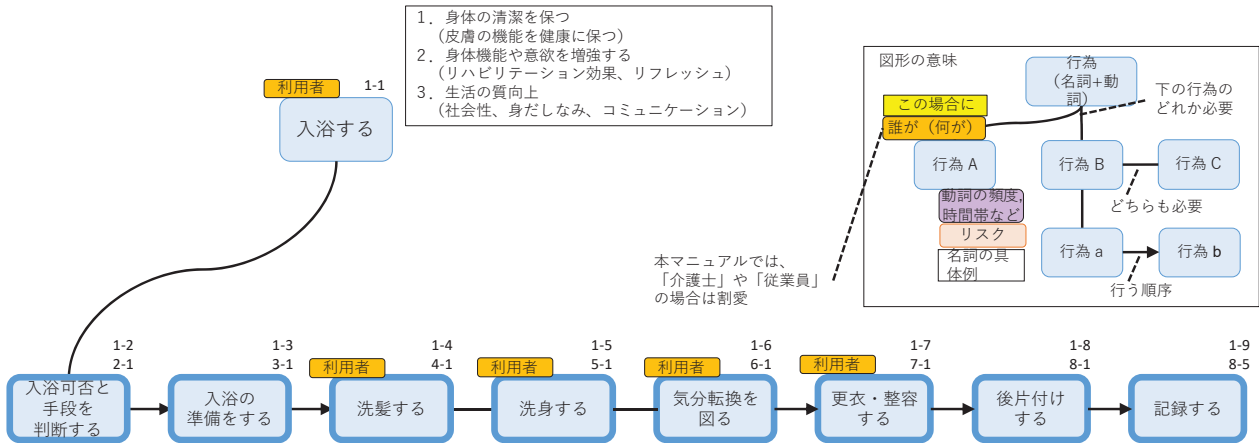 1．身体の清潔を保つ
（皮膚の機能を健康に保つ）
2．身体機能や意欲を増強する
（リハビリテーション効果、リフレッシュ）
3．生活の質向上
（社会性、身だしなみ、コミュニケーション）
利用者
1-1
入浴する
図形の意味
行為
（名詞+動
詞）
下の行為の
どれか必要
この場合に
誰が（何が）
行為 A
行為 B
行為 C
動詞の頻度,
時間帯など
どちらも必要
リスク
名詞の具
体例
行為 a
行為 b
行う順序
本マニュアルでは、
「介護士」や「従業員」
の場合は割愛
1-2
2-1
入浴可否と
手段を
判断する
1-3
3-1
入浴の
準備をする
利用者
1-4
4-1
洗髪する
利用者
1-5
5-1
洗身する
利用者
1-6
6-1
気分転換を
図る
利用者
1-7
7-1
更衣・整容
する
1-8
8-1
後片付け
する
1-9
8-5
記録する